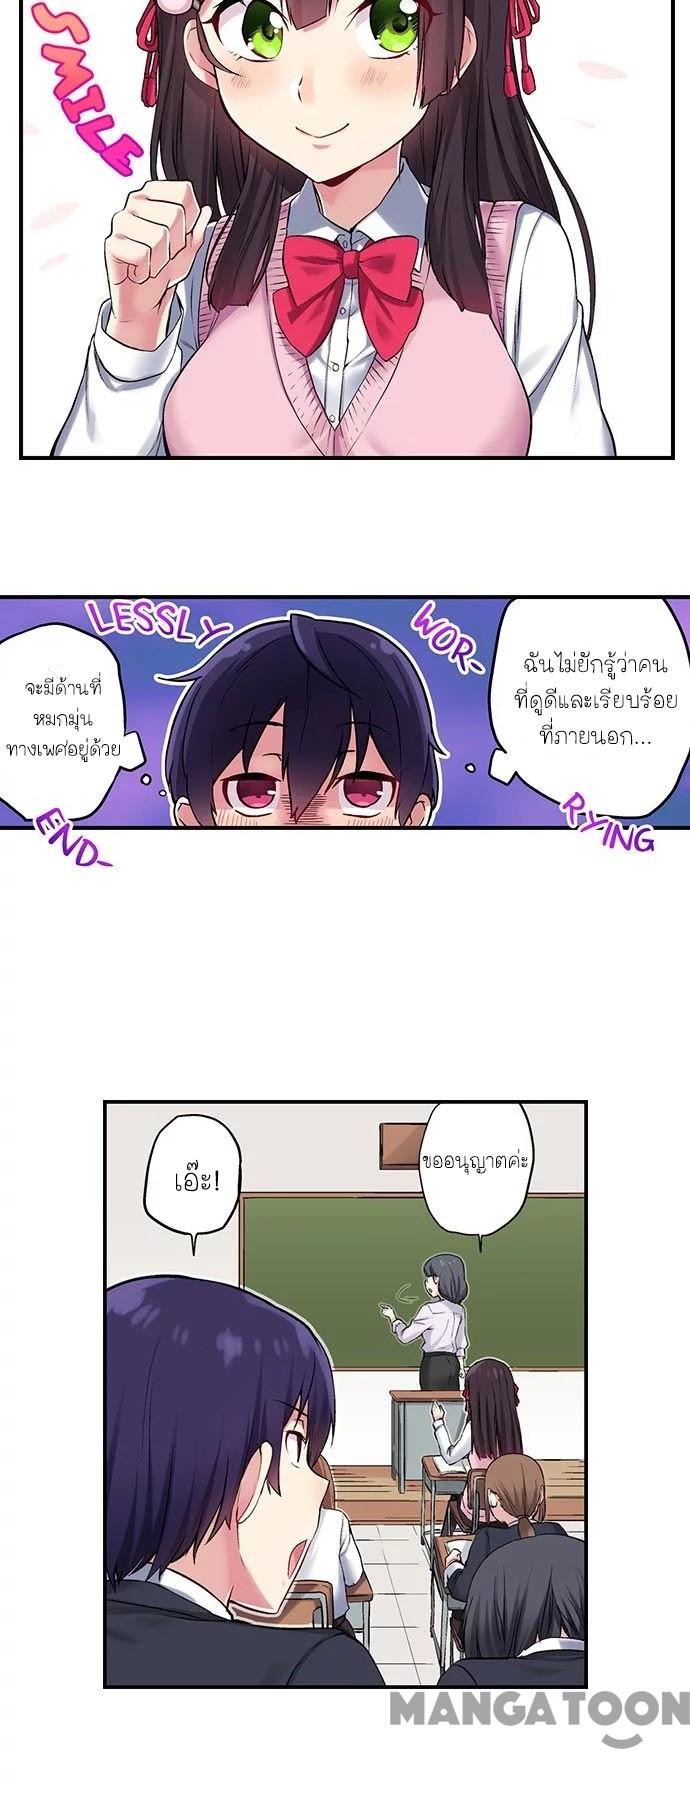 SMILE
LESSLY
WOR-
ฉันไม่ยักรู้ว่าคน
ที่ดูดีและเรียบร้อย
ที่ภายนอก...
จะมีด้านที่
หมกมุ่น
ทางเพศอยู่ด้วย
END-
RYING
ขออนุญาตค่ะ
เอ๊ะ!
MANGATOON